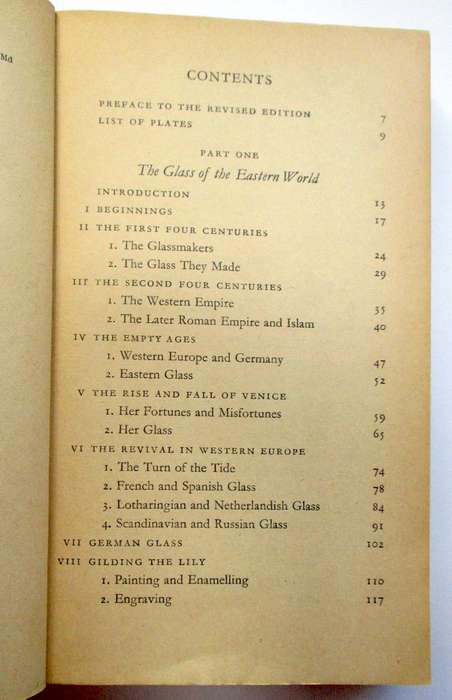 Md
CONTENTS
PREFACE TO THE REVISED EDITION 7
LIST OF PLATES 9
PART ONE
The Glass of the Eastern World
INTRODUCTION 13
I BEGINNINGS 17
II THE FIRST FOUR CENTURIES
1. The Glassmakers 24
2. The Glass They Made 29
III THE SECOND FOUR CENTURIES
1. The Western Empire 35
2. The Later Roman Empire and Islam 40
IV THE EMPTY AGES
1. Western Europe and Germany 47
2. Eastern Glass 52
V THE RISE AND FALL OF VENICE
1. Her Fortunes and Misfortunes 59
2. Her Glass 65
VI THE REVIVAL IN WESTERN EUROPE
1. The Turn of the Tide 74
2. French and Spanish Glass 78
3. Lotharingian and Netherlandish Glass 84
4. Scandinavian and Russian Glass 91
VII GERMAN GLASS 102
VIII GILDING THE LILY
1. Painting and Enamelling 110
2. Engraving 117